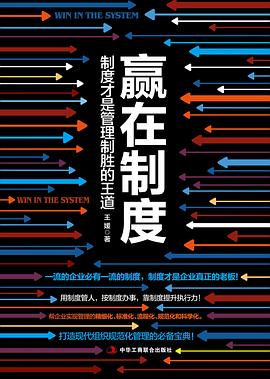 WIN IN THE SYSTEM
赢在制度
制度才是管理制胜的王道
王媛 著
WIN IN THE SYSTEM
一流的企业必有一流的制度，制度才是企业真正的老板！
用制度管人，按制度办事，靠制度提升执行力！
帮企业实现管理的精细化、标准化、流程化、规范化和科学化。
打造现代组织规范化管理的必备宝典！
中华工商联合出版社